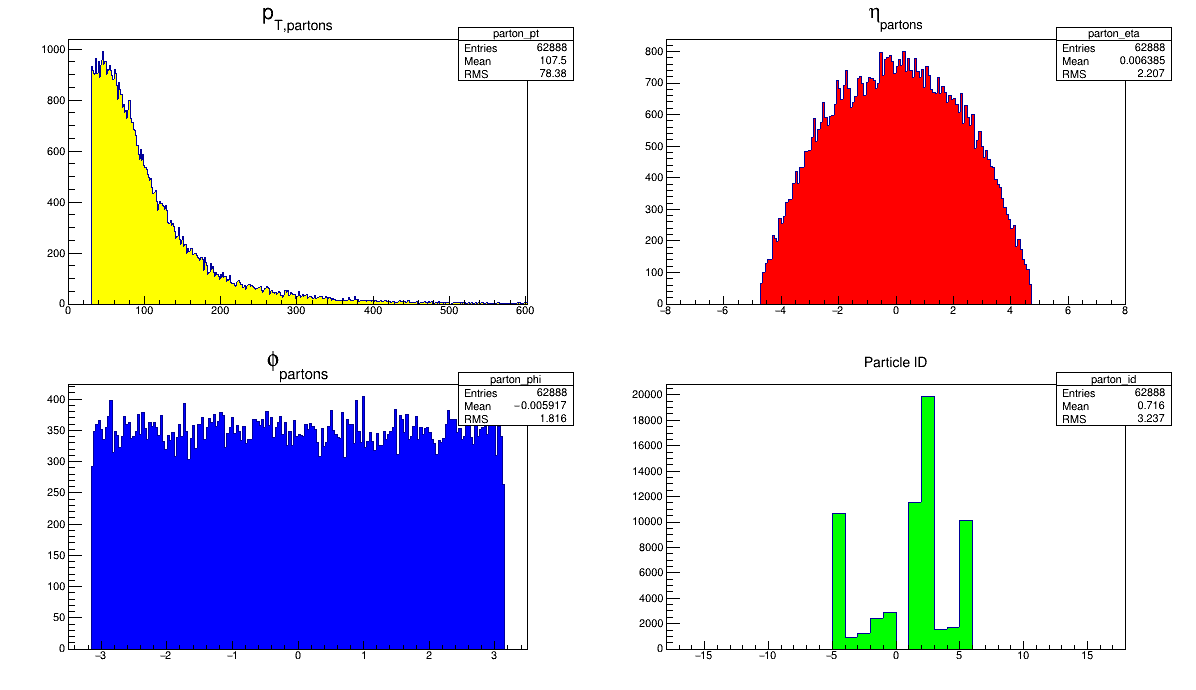 p T,partons
parton_pt
Entries 62888
Mean 107.5
RMS 78.38
1000
800
600
400
200
0
0 100 200 300 400 500 600
η partons
parton_eta
Entries 62888
Mean 0.006385
RMS 2.207
800
700
600
500
400
300
200
100
0
−8 −6 −4 −2 0 2 4 6 8
ϕ partons
parton_phi
Entries 62888
Mean −0.005917
RMS 1.816
400
350
300
250
200
150
100
50
0
−3 −2 −1 0 1 2 3
Particle ID
parton_id
Entries 62888
Mean 0.716
RMS 3.237
20000
18000
16000
14000
12000
10000
8000
6000
4000
2000
0
−15 −10 −5 0 5 10 15